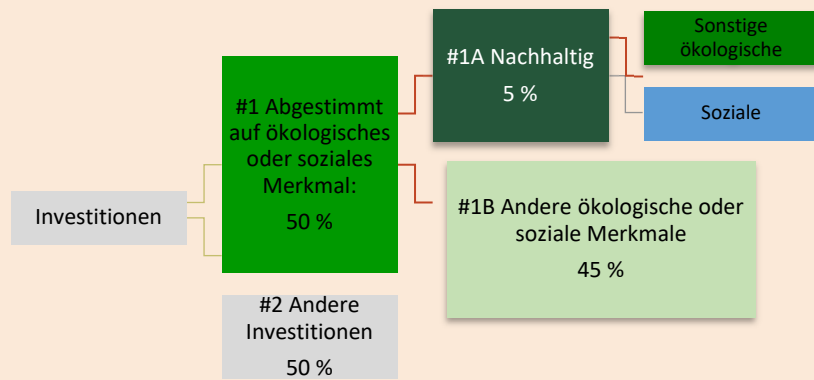 Investitionen
#1 Abgestimmt
auf ökologisches
oder soziales
Merkmal:
50 %
#2 Andere
Investitionen
50 %
#1A Nachhaltig
5 %
#1B Andere ökologische oder
soziale Merkmale
45 %
Sonstige
ökologische
Soziale